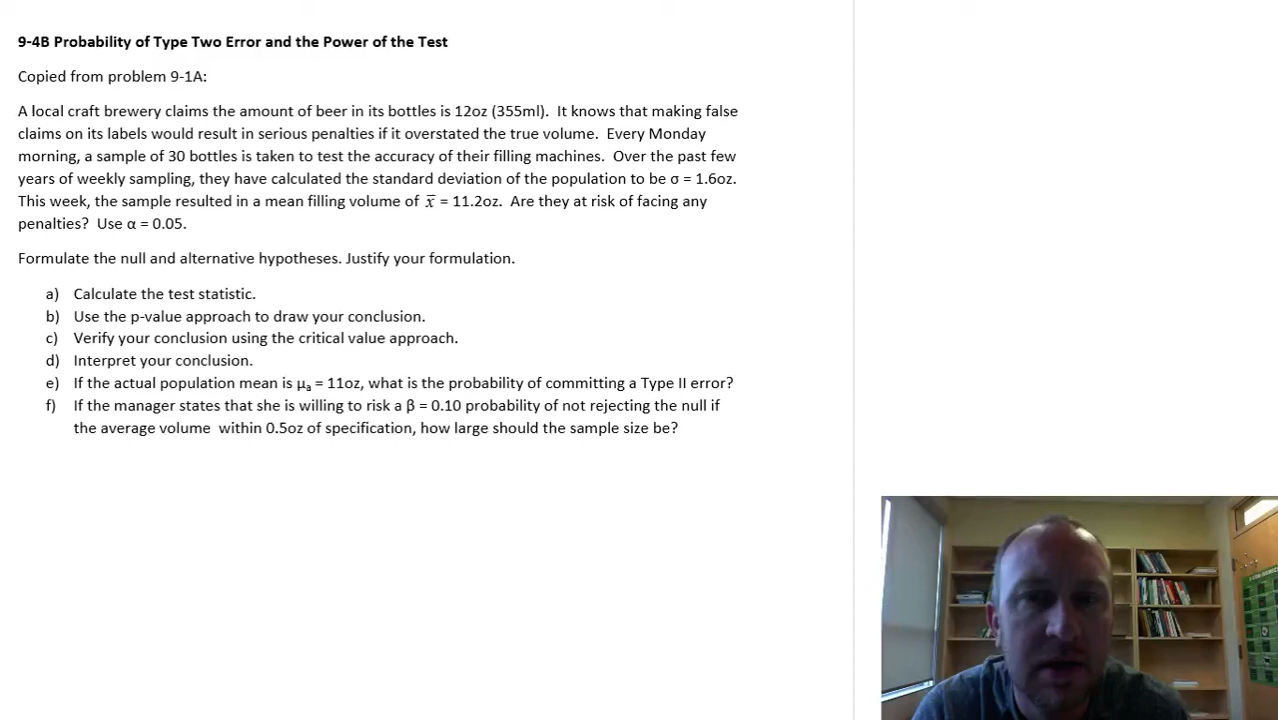 9-4B Probability of Type Two Error and the Power of the Test
Copied from problem 9-1A:
A local craft brewery claims the amount of beer in its bottles is 12oz (355ml).  It knows that making false
claims on its labels would result in serious penalties if it overstated the true volume.  Every Monday
morning, a sample of 30 bottles is taken to test the accuracy of their filling machines.  Over the past few
years of weekly sampling, they have calculated the standard deviation of the population to be σ = 1.6oz.
This week, the sample resulted in a mean filling volume of x̅ = 11.2oz.  Are they at risk of facing any
penalties?  Use α = 0.05.
Formulate the null and alternative hypotheses. Justify your formulation.
a) Calculate the test statistic.
b) Use the p-value approach to draw your conclusion.
c) Verify your conclusion using the critical value approach.
d) Interpret your conclusion.
e) If the actual population mean is μₐ = 11oz, what is the probability of committing a Type II error?
f) If the manager states that she is willing to risk a β = 0.10 probability of not rejecting the null if
the average volume  within 0.5oz of specification, how large should the sample size be?